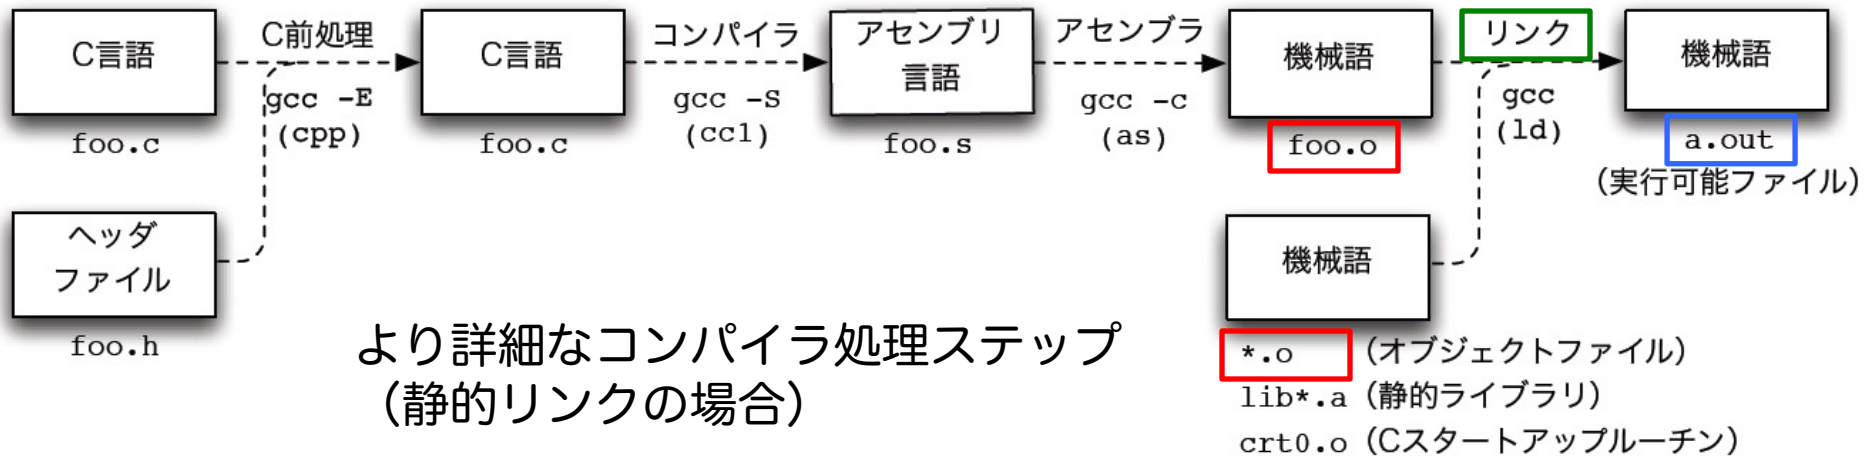 C言語
foo.c
C前処理
gcc -E
(cpp)
C言語
foo.c
コンパイラ
gcc -S
(cc1)
アセンブリ
言語
foo.s
アセンブラ
gcc -c
(as)
機械語
foo.o
リンク
gcc
(ld)
機械語
a.out
（実行可能ファイル）
ヘッダ
ファイル
foo.h
機械語
*.o （オブジェクトファイル）
lib*.a （静的ライブラリ）
crt0.o （Cスタートアップルーチン）
より詳細なコンパイラ処理ステップ
（静的リンクの場合）